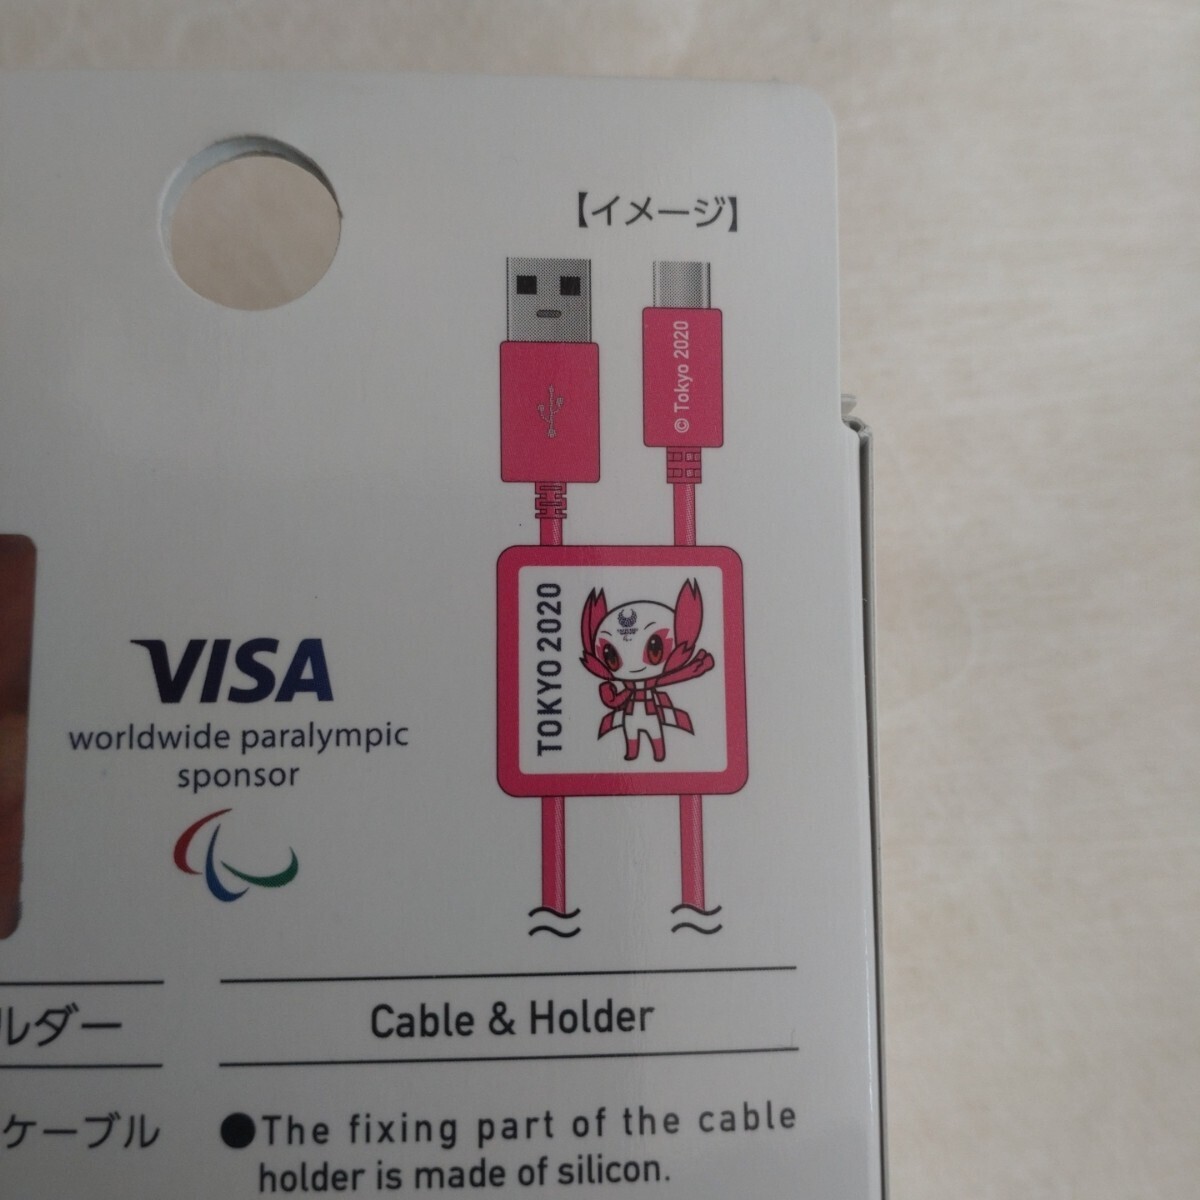 【イメージ】
© Tokyo 2020
TOKYO 2020
VISA
worldwide paralympic
sponsor
ルダー
Cable & Holder
ケーブル
●The fixing part of the cable
holder is made of silicon.